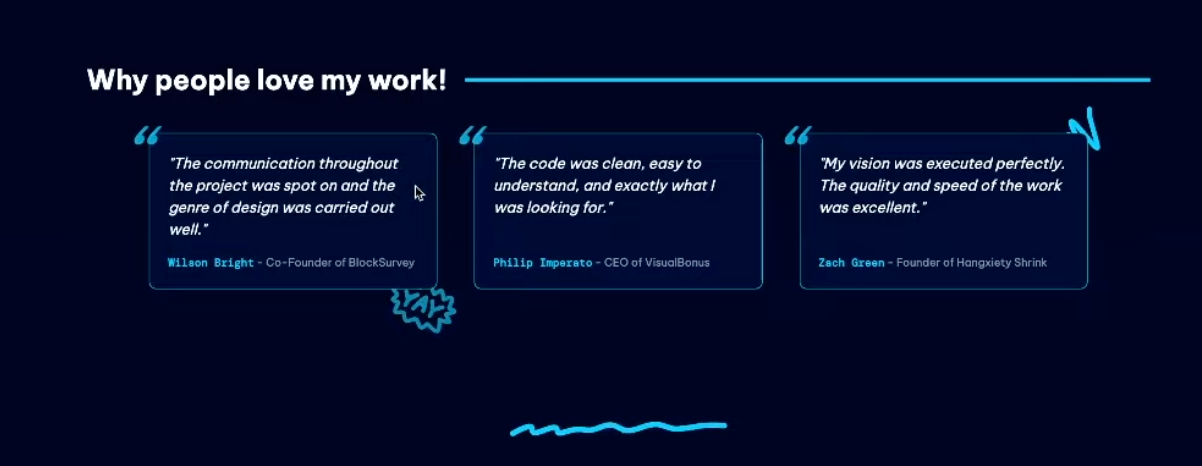 Why people love my work!
"The communication throughout
the project was spot on and the
genre of design was carried out
well."
Wilson Bright - Co-Founder of BlockSurvey
YAY!
"The code was clean, easy to
understand, and exactly what I
was looking for."
Philip Imperato - CEO of VisualBonus
"My vision was executed perfectly.
The quality and speed of the work
was excellent."
Zach Green - Founder of Hangxiety Shrink